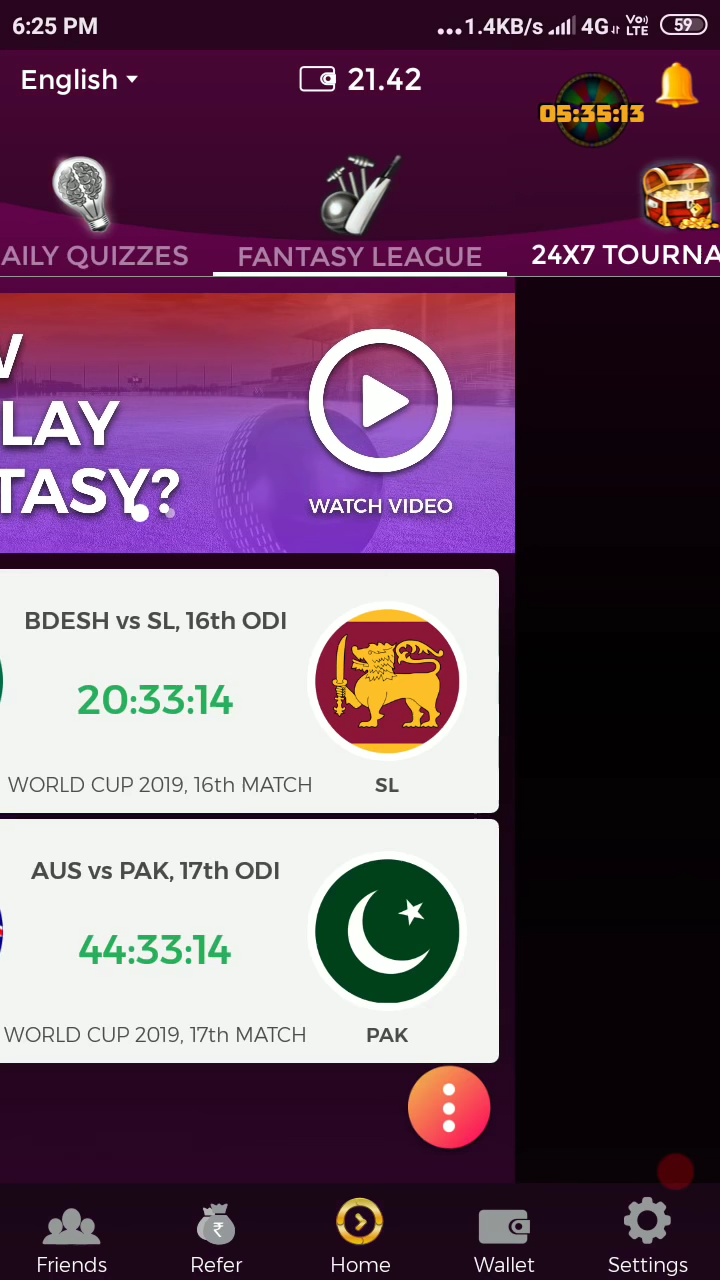 6:25 PM
...1.4KB/s 4G Vo) LTE 59
English 21.42
05:35:13
AILY QUIZZES FANTASY LEAGUE 24X7 TOURNA
W
LAY
TASY?
WATCH VIDEO
BDESH vs SL, 16th ODI
20:33:14
WORLD CUP 2019, 16th MATCH SL
AUS vs PAK, 17th ODI
44:33:14
WORLD CUP 2019, 17th MATCH PAK
₹
Friends Refer Home Wallet Settings